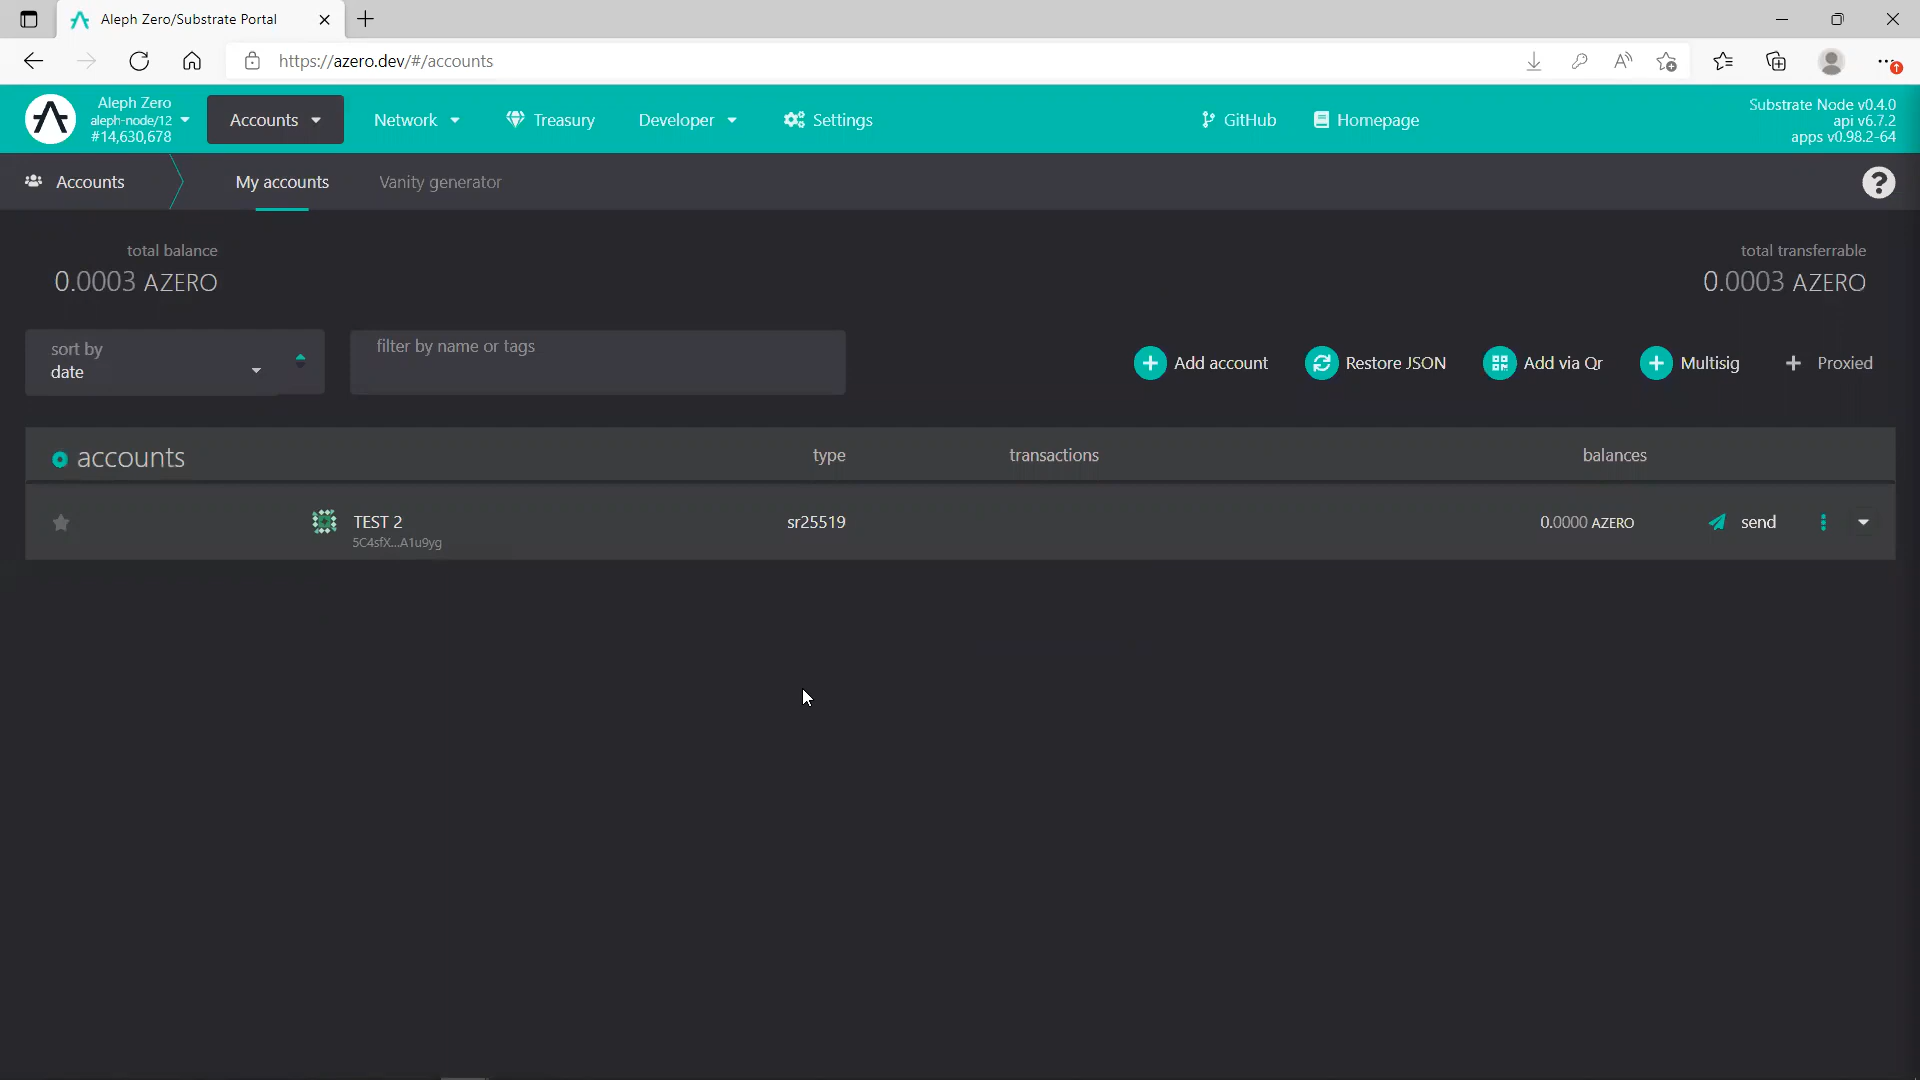 Aleph Zero/Substrate Portal
https://azero.dev/#/accounts
Aleph Zero
aleph-node/12
#14,630,678
Accounts
Network
Treasury
Developer
Settings
GitHub
Homepage
Substrate Node v0.4.0
api v6.7.2
apps v0.98.2-64
Accounts
My accounts
Vanity generator
?
total balance
0.0003 AZERO
total transferrable
0.0003 AZERO
sort by
date
filter by name or tags
Add account
Restore JSON
Add via Qr
Multisig
Proxied
accounts
type
transactions
balances
TEST 2
5C4sfX...A1u9yg
sr25519
0.0000 AZERO
send